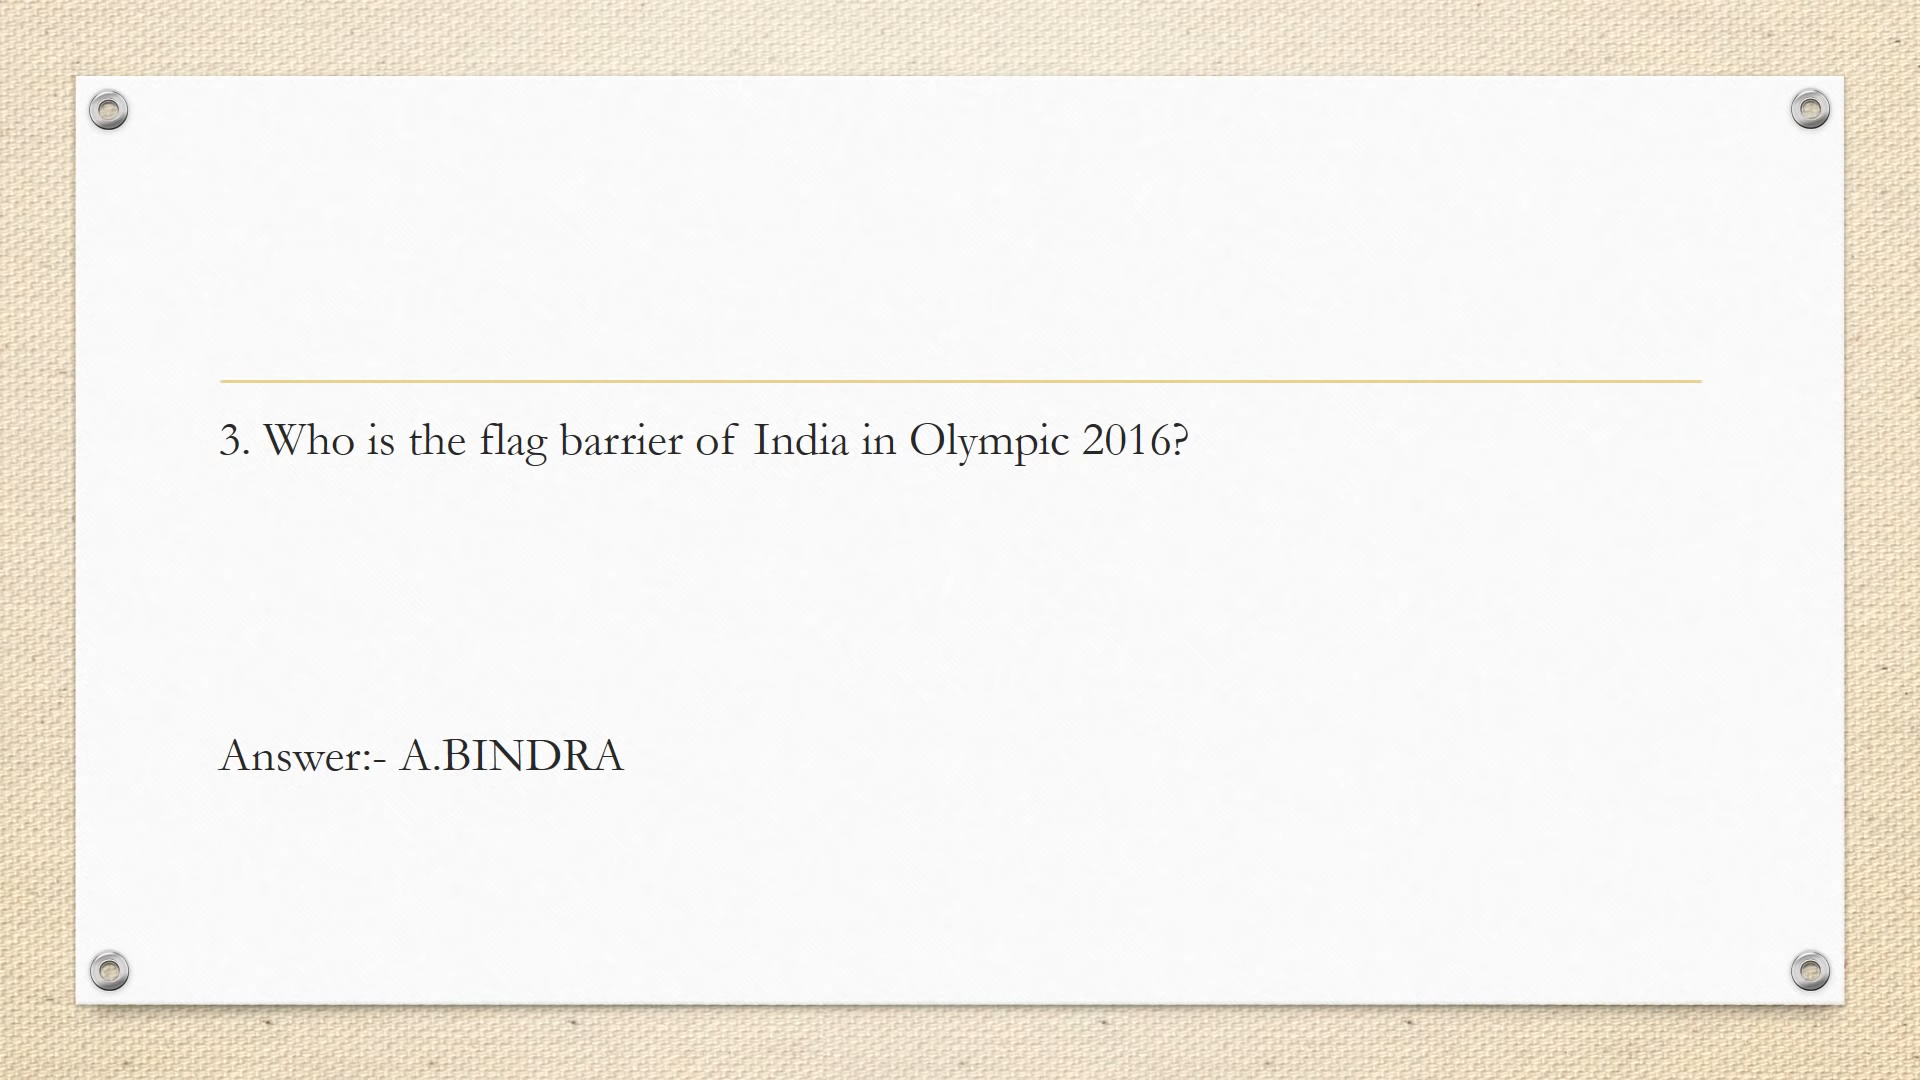 3. Who is the flag barrier of India in Olympic 2016?
Answer:- A.BINDRA